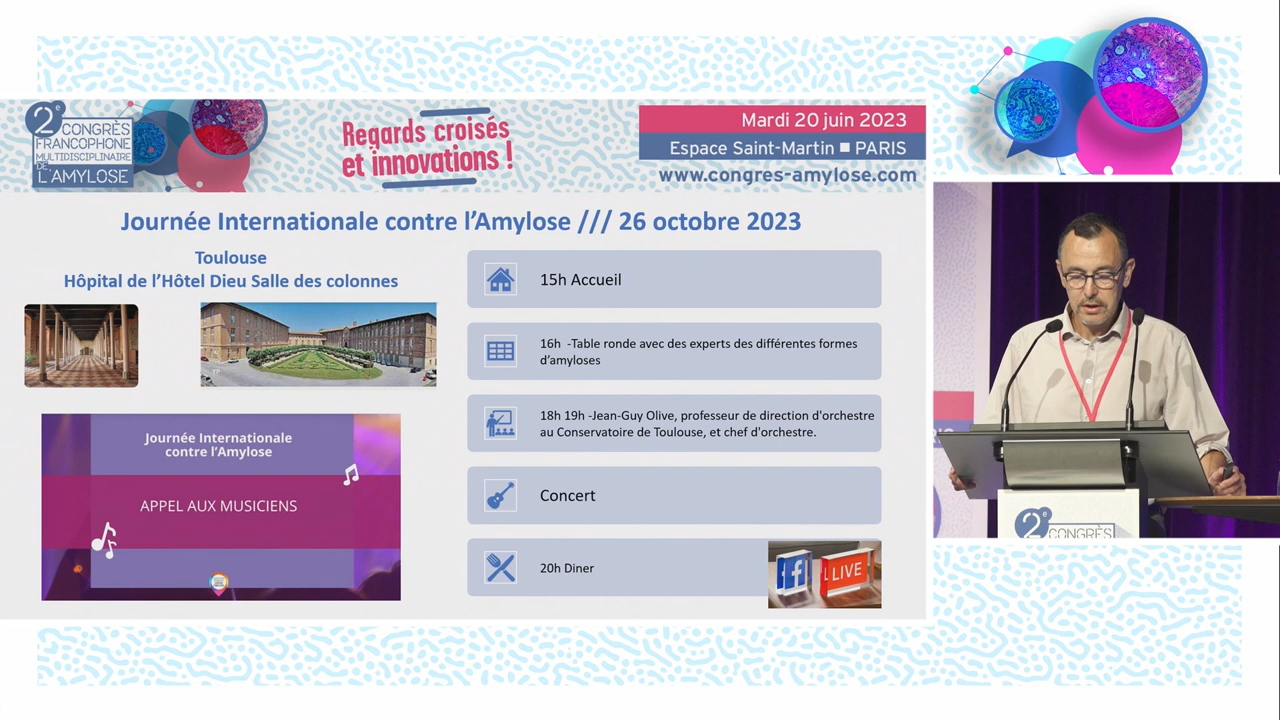 2e
CONGRÈS
FRANCOPHONE
MULTIDISCIPLINAIRE
DE
L'AMYLOSE
Regards croisés
et innovations !
Mardi 20 juin 2023
Espace Saint-Martin ■ PARIS
www.congres-amylose.com
Journée Internationale contre l'Amylose /// 26 octobre 2023
Toulouse
Hôpital de l'Hôtel Dieu Salle des colonnes
Journée Internationale
contre l'Amylose
APPEL AUX MUSICIENS
15h Accueil
16h -Table ronde avec des experts des différentes formes
d'amyloses
18h 19h -Jean-Guy Olive, professeur de direction d'orchestre
au Conservatoire de Toulouse, et chef d'orchestre.
Concert
20h Diner
f LIVE
2e
CONGRÈS